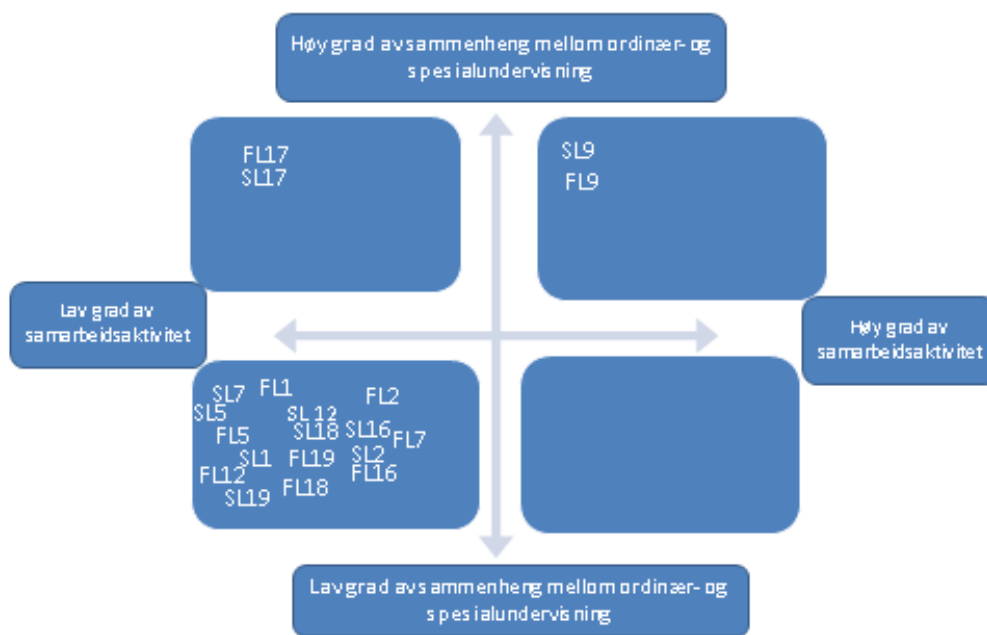 Høy grad av sammenheng mellom ordinær- og
spesialundervisning
FL17
SL17
SL9
FL9
Lav grad av
samarbeidsaktivitet
Høy grad av
samarbeidsaktivitet
SL7 FL1 FL2
SL5 SL12
FL5 SL18 SL16 FL7
SL1 FL19 SL2
FL12 FL16
SL19 FL18
Lav grad av sammenheng mellom ordinær- og
spesialundervisning